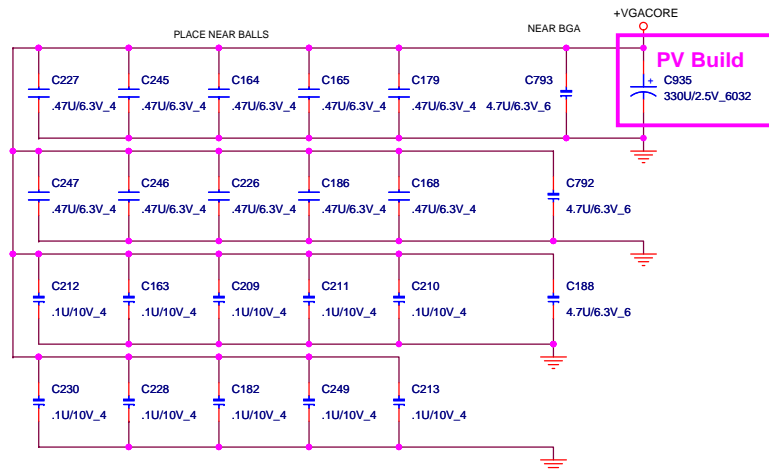 +VGACORE
PLACE NEAR BALLS
NEAR BGA
PV Build
C227 C245 C164 C165 C179 C793 C935
+
.47U/6.3V_4 .47U/6.3V_4 .47U/6.3V_4 .47U/6.3V_4 .47U/6.3V_4 4.7U/6.3V_6 330U/2.5V_6032
C247 C246 C226 C186 C168 C792
.47U/6.3V_4 .47U/6.3V_4 .47U/6.3V_4 .47U/6.3V_4 .47U/6.3V_4 4.7U/6.3V_6
C212 C163 C209 C211 C210 C188
.1U/10V_4 .1U/10V_4 .1U/10V_4 .1U/10V_4 .1U/10V_4 4.7U/6.3V_6
C230 C228 C182 C249 C213
.1U/10V_4 .1U/10V_4 .1U/10V_4 .1U/10V_4 .1U/10V_4